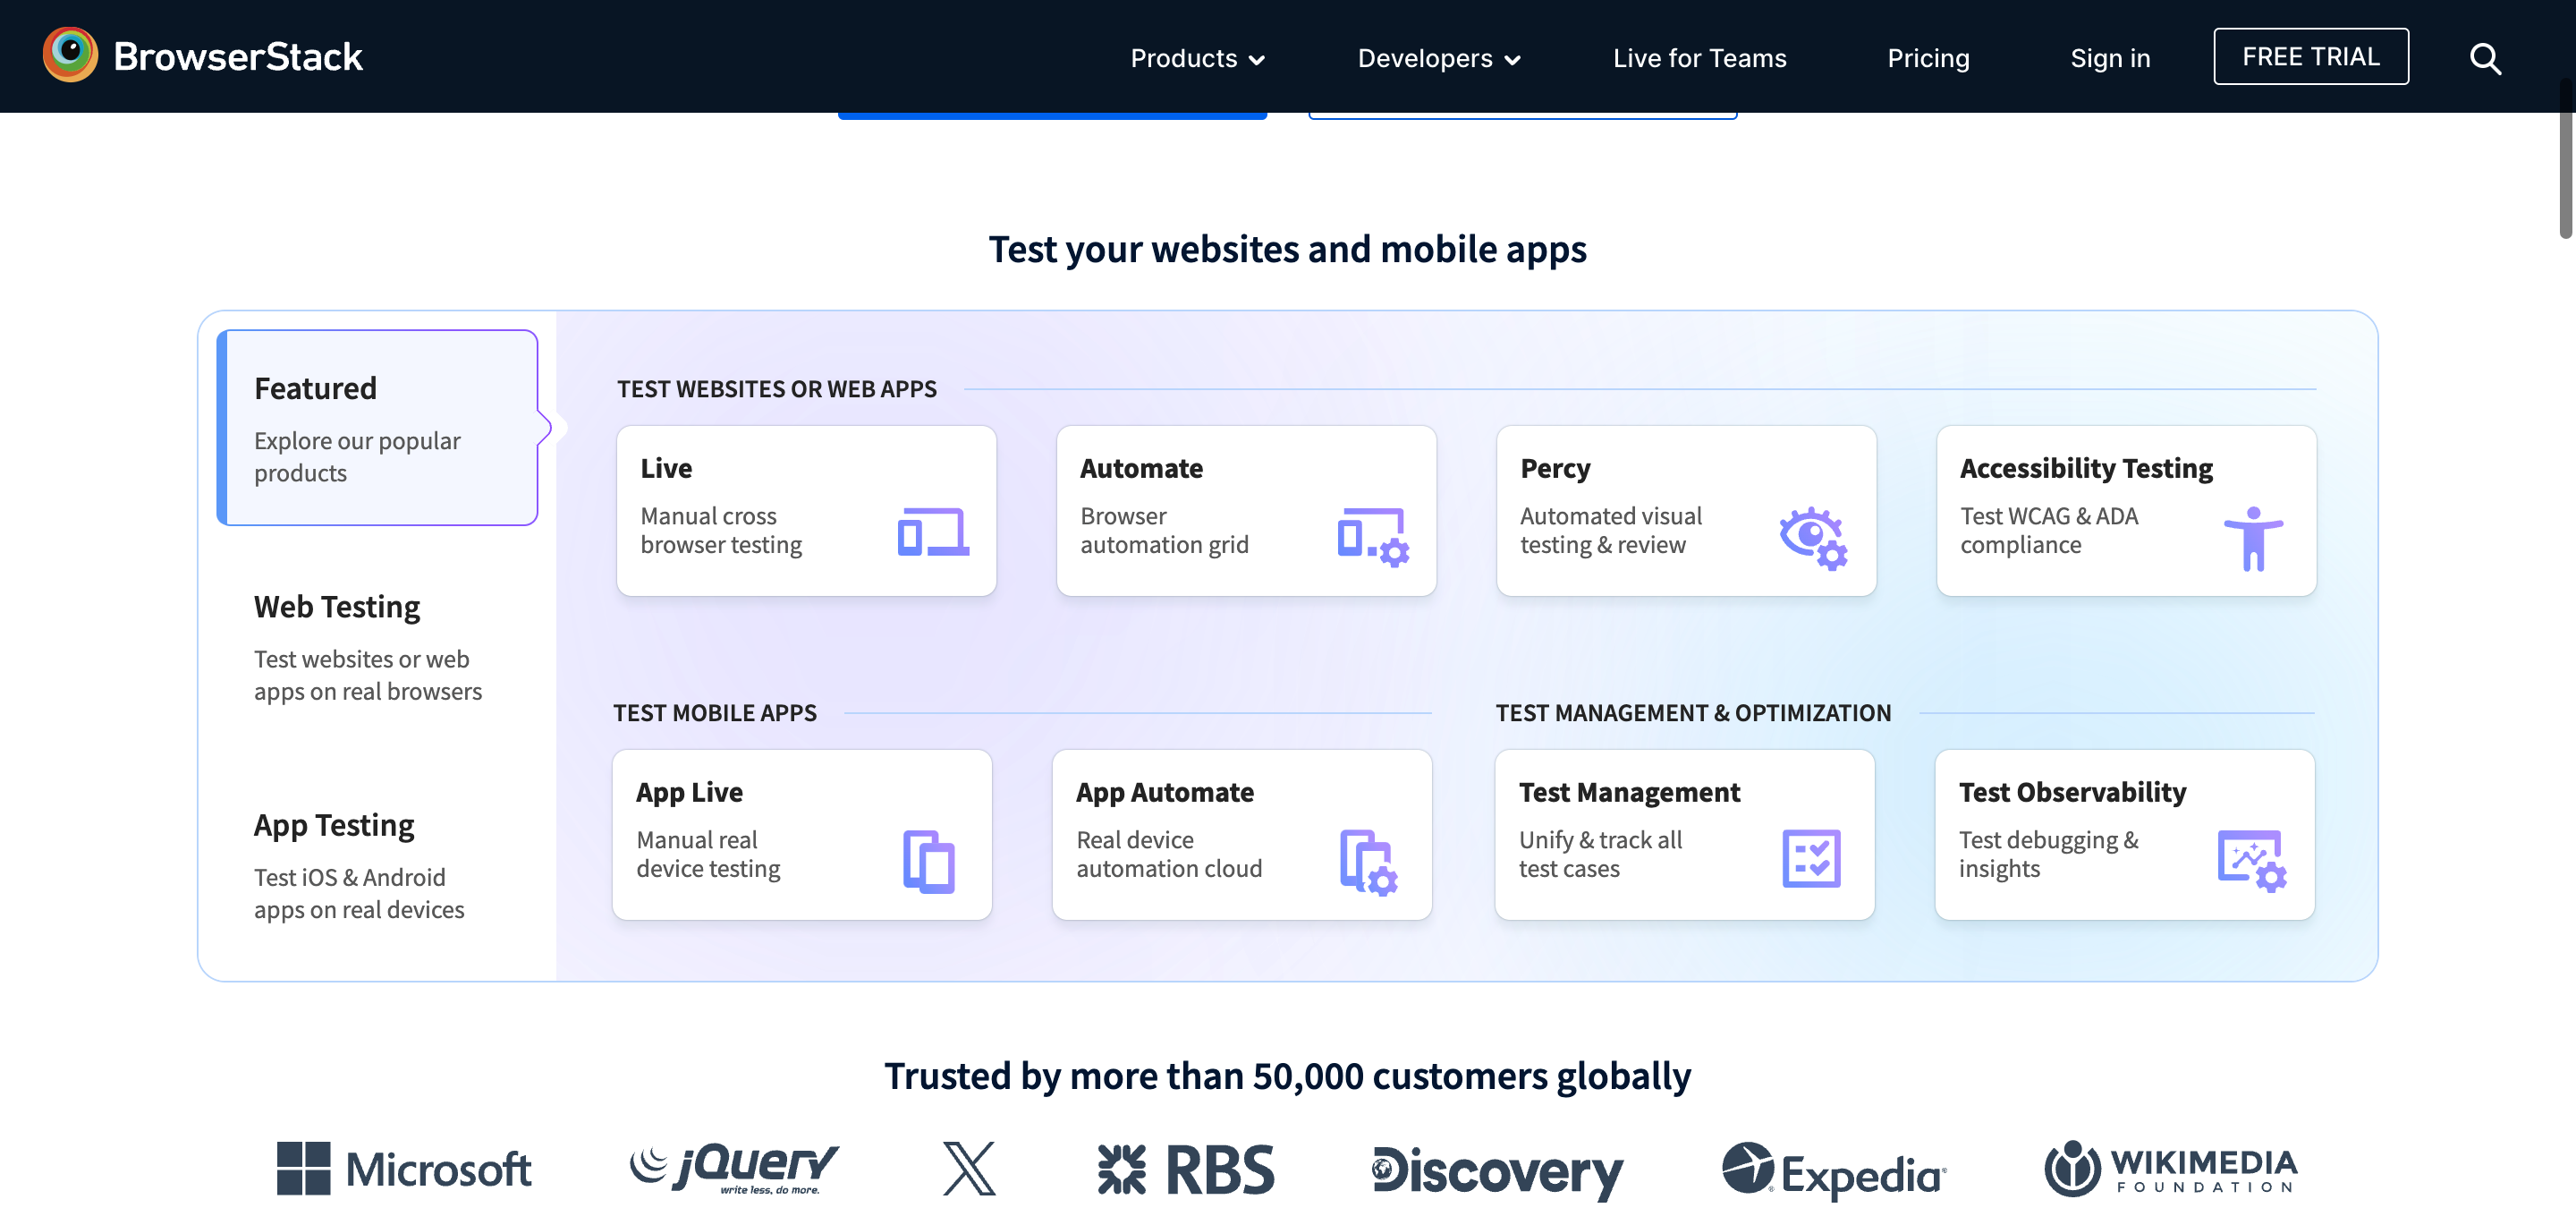 BrowserStack
Products
Developers
Live for Teams
Pricing
Sign in
FREE TRIAL
Test your websites and mobile apps
Featured
Explore our popular
products
Web Testing
Test websites or web
apps on real browsers
App Testing
Test iOS & Android
apps on real devices
TEST WEBSITES OR WEB APPS
Live
Manual cross
browser testing
Automate
Browser
automation grid
Percy
Automated visual
testing & review
Accessibility Testing
Test WCAG & ADA
compliance
TEST MOBILE APPS
App Live
Manual real
device testing
App Automate
Real device
automation cloud
TEST MANAGEMENT & OPTIMIZATION
Test Management
Unify & track all
test cases
Test Observability
Test debugging &
insights
Trusted by more than 50,000 customers globally
Microsoft
jQuery
write less, do more.
X
RBS
Discovery
Expedia
WIKIMEDIA
FOUNDATION